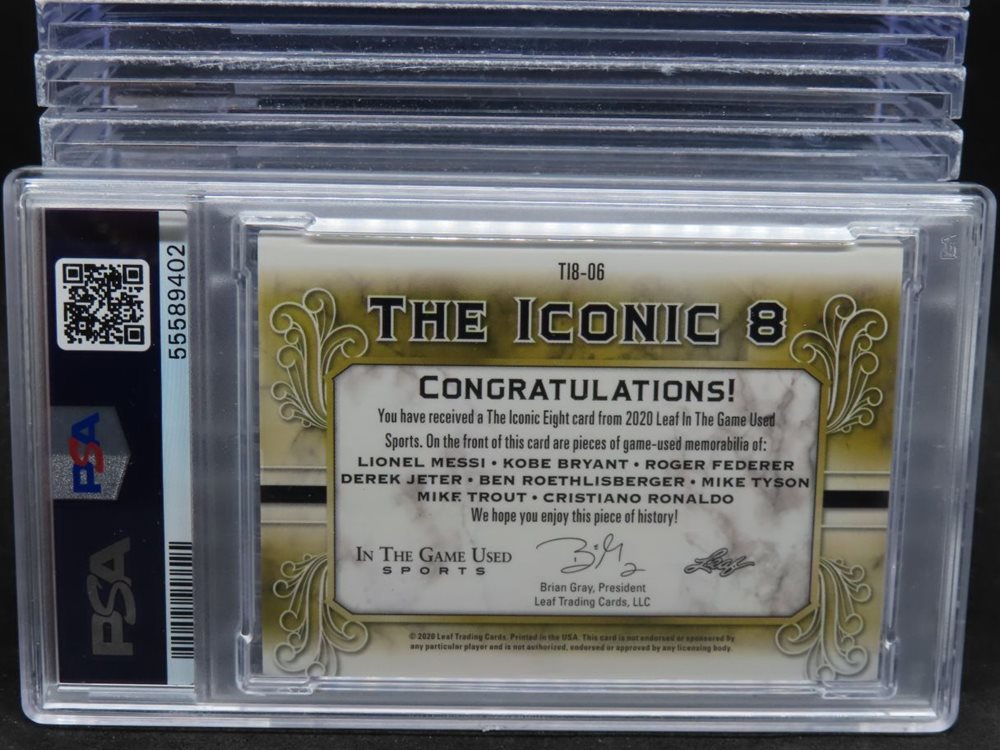 PSA
55589402
PSA
TI8-06
THE ICONIC 8
CONGRATULATIONS!
You have received a The Iconic Eight card from 2020 Leaf In The Game Used
Sports. On the front of this card are pieces of game-used memorabilia of:
LIONEL MESSI • KOBE BRYANT • ROGER FEDERER
DEREK JETER • BEN ROETHLISBERGER • MIKE TYSON
MIKE TROUT • CRISTIANO RONALDO
We hope you enjoy this piece of history!
IN THE GAME USED
SPORTS
Leaf
Brian Gray, President
Leaf Trading Cards, LLC
© 2020 Leaf Trading Cards. Printed in the USA. This card is not endorsed or sponsored by
any particular player and is not authorized, endorsed or approved by any licensing body.